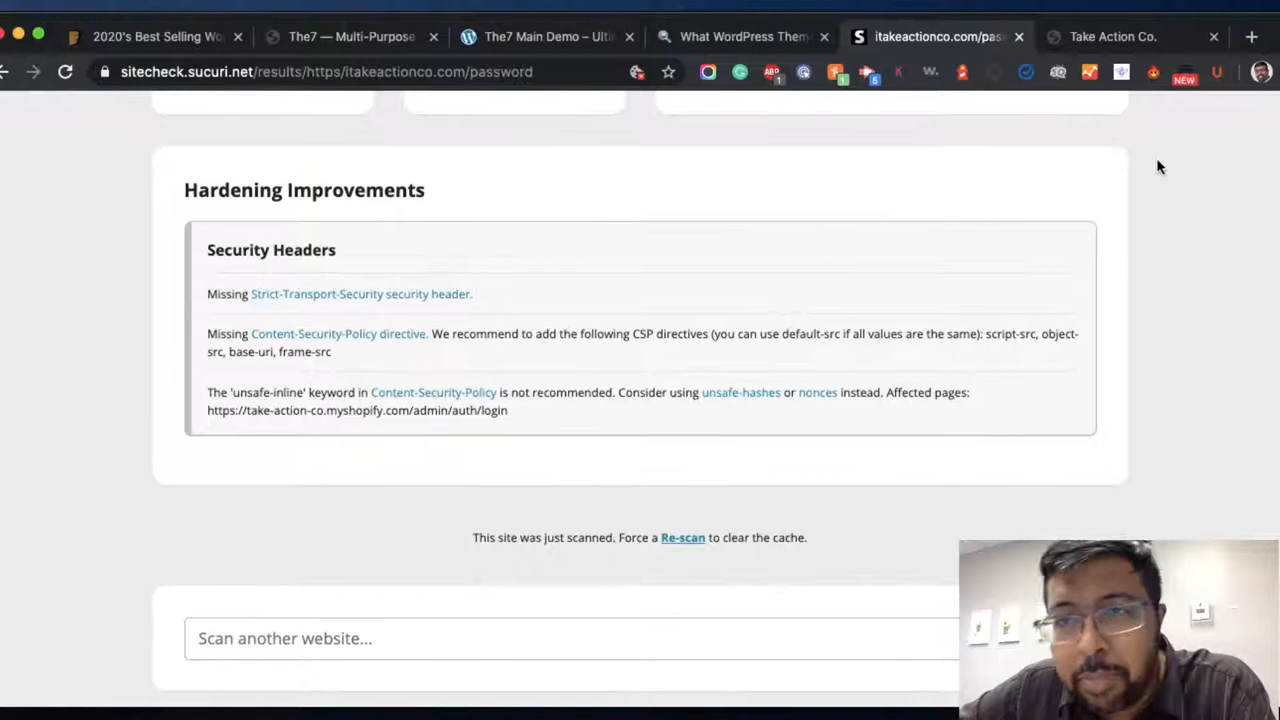 2020's Best Selling Wo
The7 — Multi-Purpose
The7 Main Demo – Ulti
What WordPress Them
S
itakeactionco.com/pas
Take Action Co.
sitecheck.sucuri.net/results/https/itakeactionco.com/password
ABP
1
1
5
NEW
Hardening Improvements
Security Headers
Missing Strict-Transport-Security security header.
Missing Content-Security-Policy directive. We recommend to add the following CSP directives (you can use default-src if all values are the same): script-src, object-
src, base-uri, frame-src
The 'unsafe-inline' keyword in Content-Security-Policy is not recommended. Consider using unsafe-hashes or nonces instead. Affected pages:
https://take-action-co.myshopify.com/admin/auth/login
This site was just scanned. Force a Re-scan to clear the cache.
Scan another website...